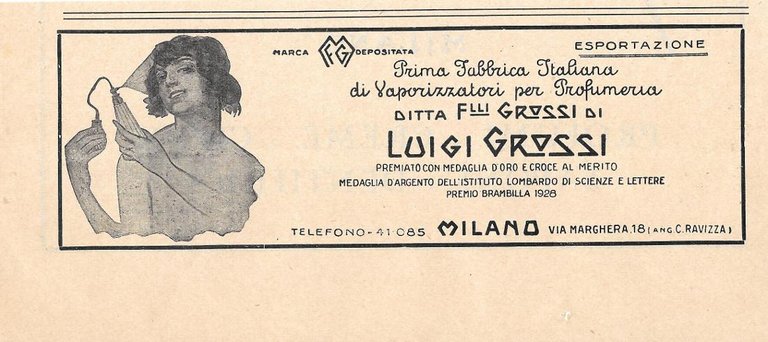 MARCA FG DEPOSITATA
ESPORTAZIONE
Prima Fabbrica Italiana
di Vaporizzatori per Profumeria
DITTA Flli GROSSI DI
LUIGI GROSSI
PREMIATO CON MEDAGLIA D'ORO E CROCE AL MERITO
MEDAGLIA D'ARGENTO DELL'ISTITUTO LOMBARDO DI SCIENZE E LETTERE
PREMIO BRAMBILLA 1928
TELEFONO - 41-085 MILANO VIA MARGHERA, 18 (ANG. C. RAVIZZA)